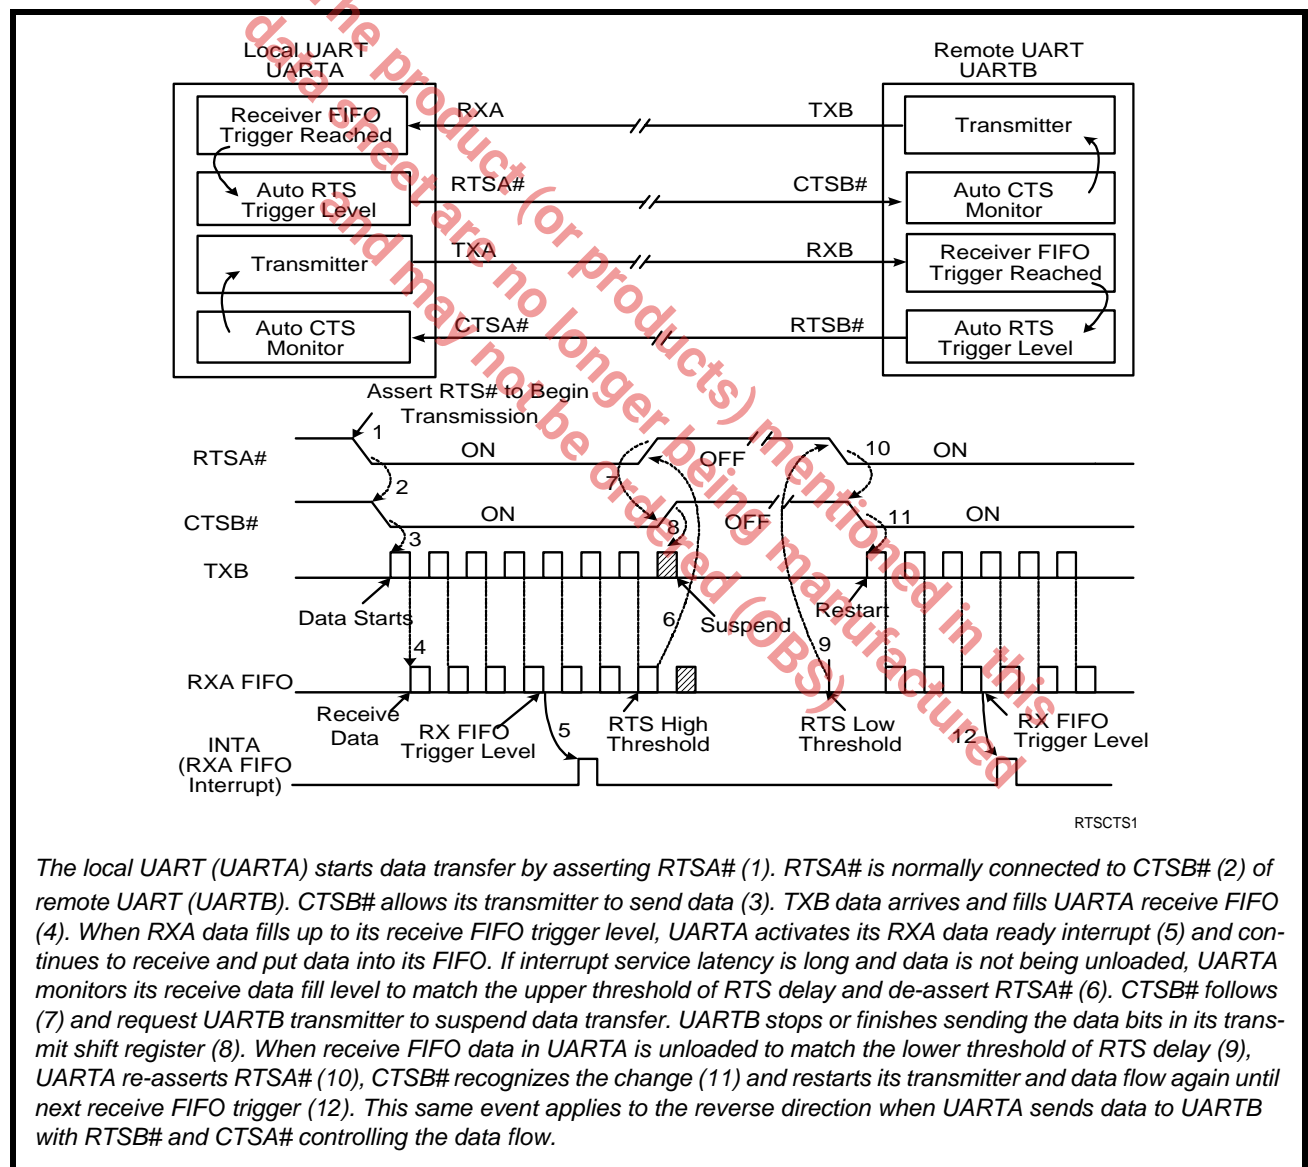 The product (or products) mentioned in this
data sheet are no longer being manufactured
and may not be ordered (OBS)
Local UART
UARTA
Remote UART
UARTB
Receiver FIFO
Trigger Reached
RXA
TXB
Transmitter
Auto RTS
Trigger Level
RTSA#
CTSB#
Auto CTS
Monitor
Transmitter
TXA
RXB
Receiver FIFO
Trigger Reached
Auto CTS
Monitor
CTSA#
RTSB#
Auto RTS
Trigger Level
Assert RTS# to Begin
Transmission
1
RTSA#
ON
OFF
10
ON
2
7
CTSB#
ON
8
OFF
11
ON
3
TXB
Data Starts
6
Suspend
Restart
4
9
RXA FIFO
Receive
Data
RX FIFO
Trigger Level
5
RTS High
Threshold
RTS Low
Threshold
12
RX FIFO
Trigger Level
INTA
(RXA FIFO
Interrupt)
RTSCTS1
The local UART (UARTA) starts data transfer by asserting RTSA# (1). RTSA# is normally connected to CTSB# (2) of
remote UART (UARTB). CTSB# allows its transmitter to send data (3). TXB data arrives and fills UARTA receive FIFO
(4). When RXA data fills up to its receive FIFO trigger level, UARTA activates its RXA data ready interrupt (5) and con-
tinues to receive and put data into its FIFO. If interrupt service latency is long and data is not being unloaded, UARTA
monitors its receive data fill level to match the upper threshold of RTS delay and de-assert RTSA# (6). CTSB# follows
(7) and request UARTB transmitter to suspend data transfer. UARTB stops or finishes sending the data bits in its trans-
mit shift register (8). When receive FIFO data in UARTA is unloaded to match the lower threshold of RTS delay (9),
UARTA re-asserts RTSA# (10), CTSB# recognizes the change (11) and restarts its transmitter and data flow again until
next receive FIFO trigger (12). This same event applies to the reverse direction when UARTA sends data to UARTB
with RTSB# and CTSA# controlling the data flow.